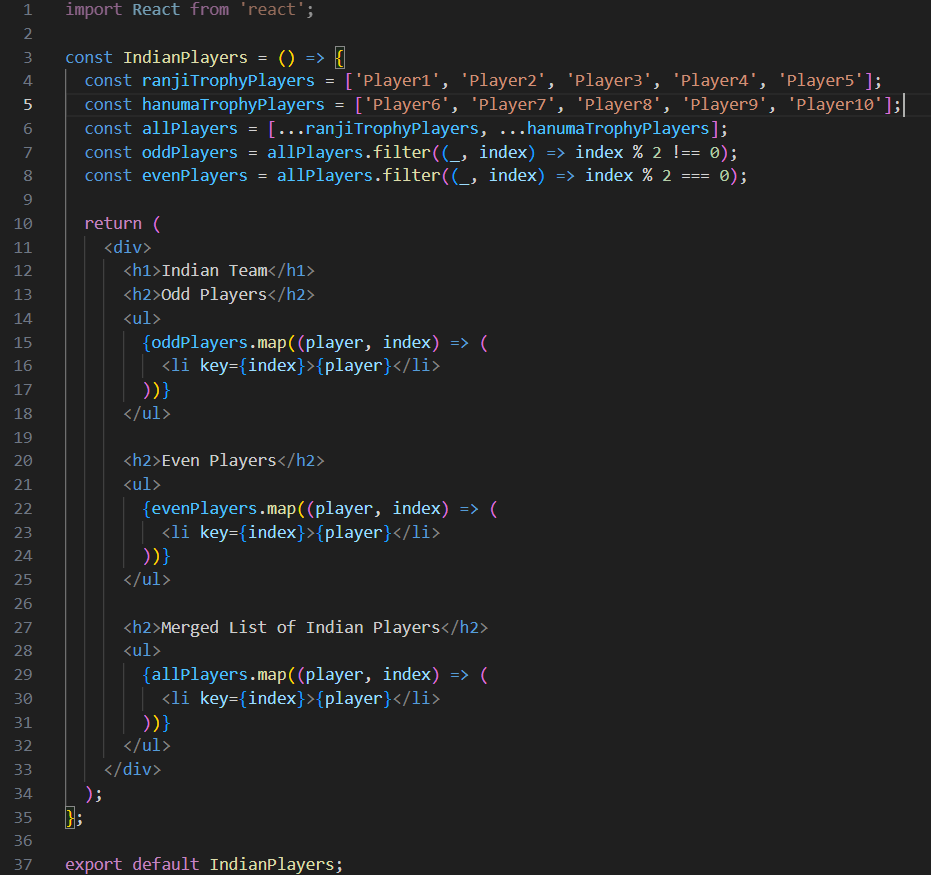 1 import React from 'react';
2
3 const IndianPlayers = () => {
4 const ranjiTrophyPlayers = ['Player1', 'Player2', 'Player3', 'Player4', 'Player5'];
5 const hanumaTrophyPlayers = ['Player6', 'Player7', 'Player8', 'Player9', 'Player10'];
6 const allPlayers = [...ranjiTrophyPlayers, ...hanumaTrophyPlayers];
7 const oddPlayers = allPlayers.filter((_, index) => index % 2 !== 0);
8 const evenPlayers = allPlayers.filter((_, index) => index % 2 === 0);
9
10 return (
11 <div>
12 <h1>Indian Team</h1>
13 <h2>Odd Players</h2>
14 <ul>
15 {oddPlayers.map((player, index) => (
16 <li key={index}>{player}</li>
17 ))}
18 </ul>
19
20 <h2>Even Players</h2>
21 <ul>
22 {evenPlayers.map((player, index) => (
23 <li key={index}>{player}</li>
24 ))}
25 </ul>
26
27 <h2>Merged List of Indian Players</h2>
28 <ul>
29 {allPlayers.map((player, index) => (
30 <li key={index}>{player}</li>
31 ))}
32 </ul>
33 </div>
34 );
35 };
36
37 export default IndianPlayers;